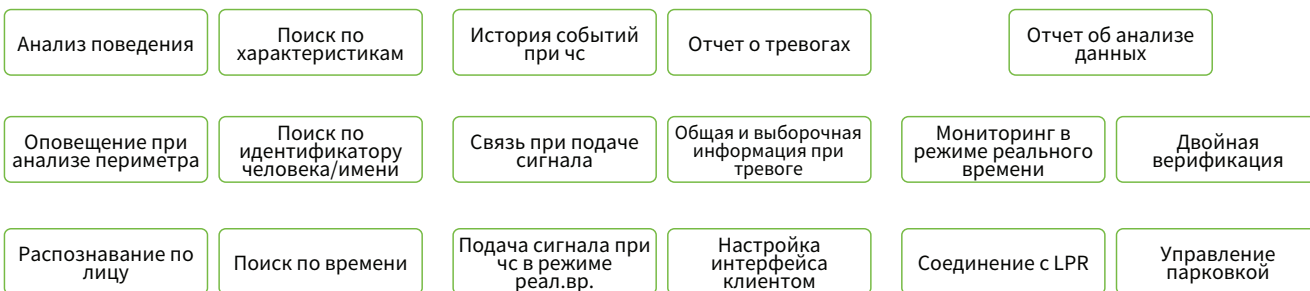 Анализ поведения
Поиск по
характеристикам
История событий
при чс
Отчет о тревогах
Отчет об анализе
данных
Оповещение при
анализе периметра
Поиск по
идентификатору
человека/имени
Связь при подаче
сигнала
Общая и выборочная
информация при
тревоге
Мониторинг в
режиме реального
времени
Двойная
верификация
Распознавание по
лицу
Поиск по времени
Подача сигнала при
чс в режиме
реал.вр.
Настройка
интерфейса
клиентом
Соединение с LPR
Управление
парковкой